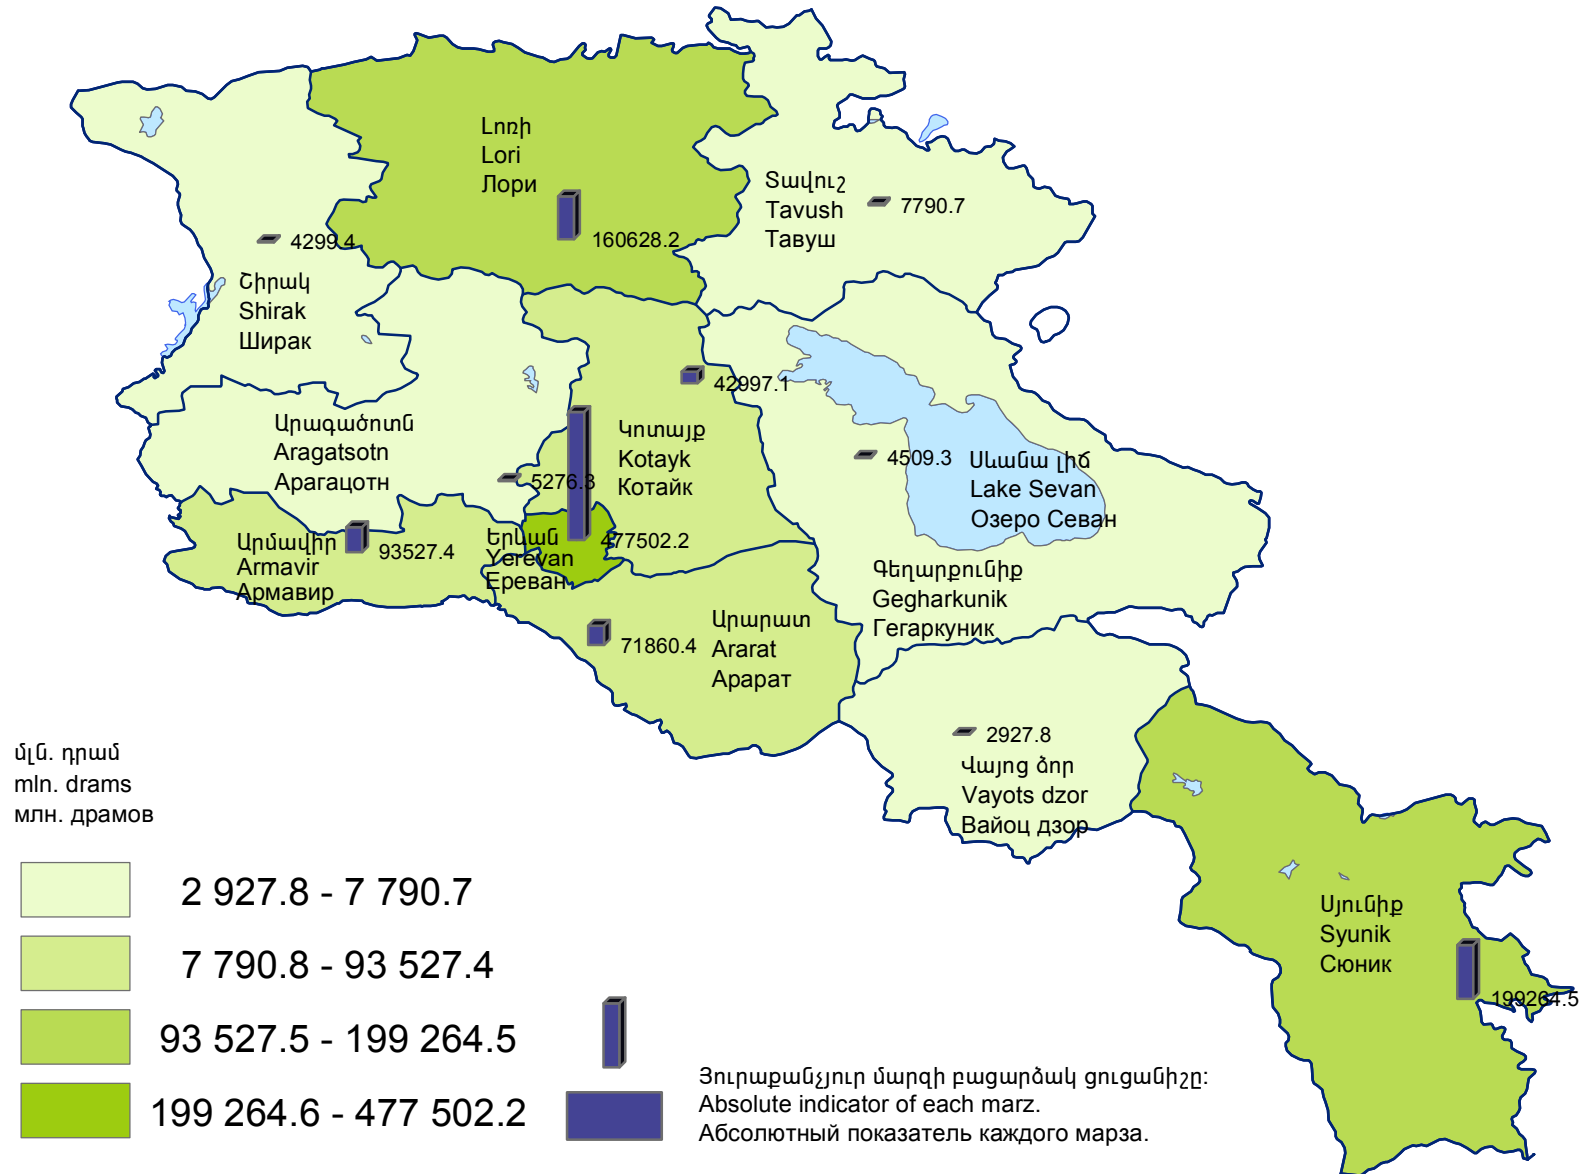 Լոռի
Lori
Лори
160628.2
Տավուշ
Tavush
Тавуш
7790.7
4299.4
Շիրակ
Shirak
Ширак
42997.1
Արագածոտն
Aragatsotn
Арагацотн
5276.3
Կոտայք
Kotayk
Котайк
4509.3
Սևանա լիճ
Lake Sevan
Озеро Севан
Արմավիր
Armavir
Армавир
93527.4
Երևան
Yerevan
Ереван
477502.2
Գեղարքունիք
Gegharkunik
Гегаркуник
Արարատ
Ararat
Арарат
71860.4
2927.8
Վայոց ձոր
Vayots dzor
Вайоц дзор
Սյունիք
Syunik
Сюник
199264.5
մլն. դրամ
mln. drams
млн. драмов
2 927.8 - 7 790.7
7 790.8 - 93 527.4
93 527.5 - 199 264.5
199 264.6 - 477 502.2
Յուրաքանչյուր մարզի բացարձակ ցուցանիշը:
Absolute indicator of each marz.
Абсолютный показатель каждого марза.